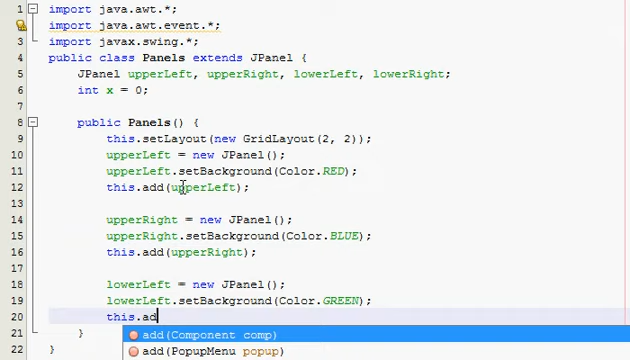 1 import java.awt.*;
import java.awt.event.*;
3 import javax.swing.*;
4 public class Panels extends JPanel {
5 JPanel upperLeft, upperRight, lowerLeft, lowerRight;
6 int x = 0;
7
8 public Panels() {
9 this.setLayout(new GridLayout(2, 2));
10 upperLeft = new JPanel();
11 upperLeft.setBackground(Color.RED);
12 this.add(upperLeft);
13
14 upperRight = new JPanel();
15 upperRight.setBackground(Color.BLUE);
16 this.add(upperRight);
17
18 lowerLeft = new JPanel();
19 lowerLeft.setBackground(Color.GREEN);
20 this.ad
21 }
add(Component comp)
22 }
add(PopupMenu popup)